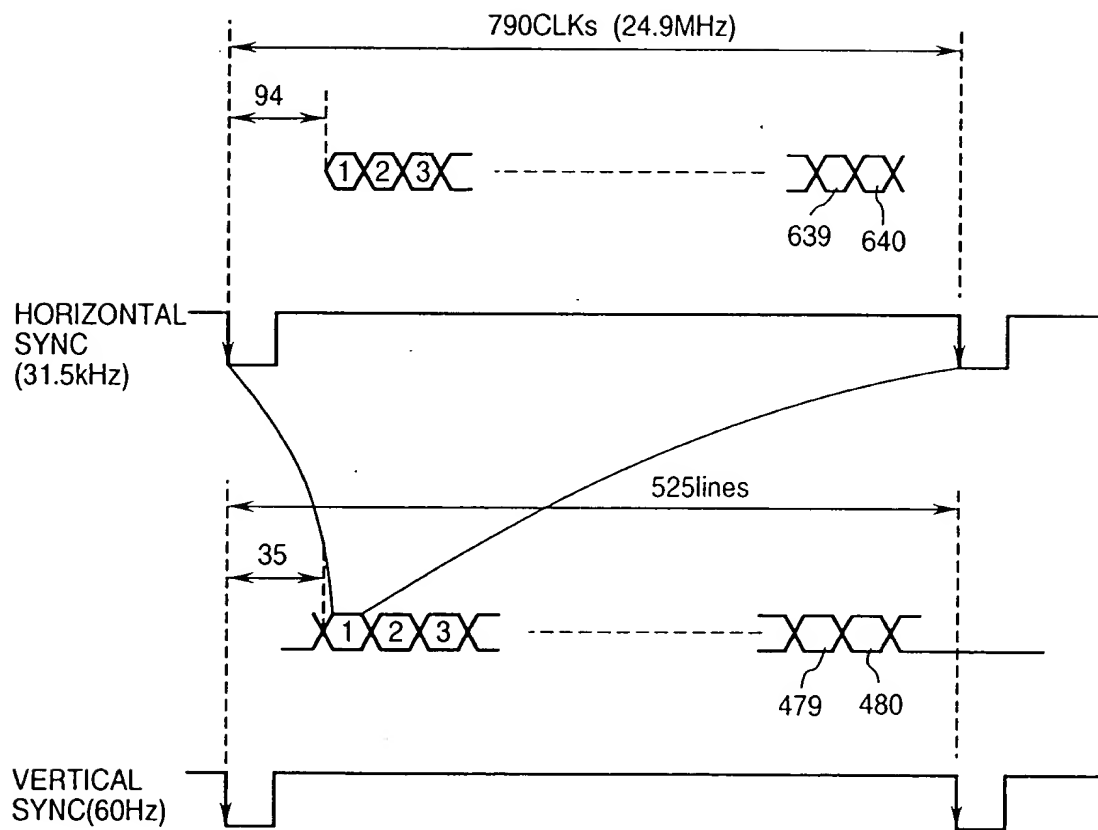 790CLKs (24.9MHz)
94
1 2 3
639 640
HORIZONTAL
SYNC
(31.5kHz)
525lines
35
1 2 3
479 480
VERTICAL
SYNC(60Hz)